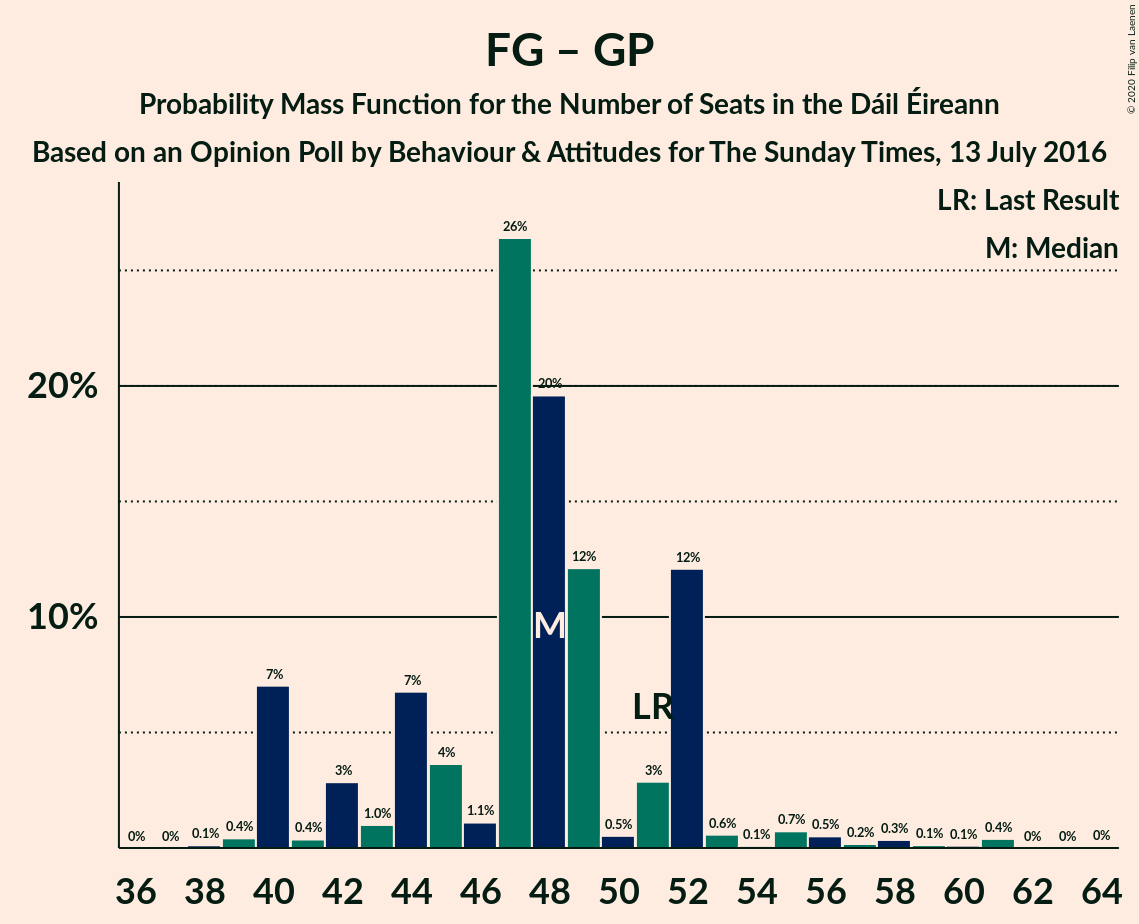 FG – GP
Probability Mass Function for the Number of Seats in the Dáil Éireann
Based on an Opinion Poll by Behaviour & Attitudes for The Sunday Times, 13 July 2016
© 2020 Filip van Laenen
LR: Last Result
M: Median
26%
20%
20%
12%
12%
10%
M
7%
7%
LR
4%
3%
3%
1.1%
1.0%
0% 0% 0.1% 0.4% 0.4% 0.5% 0.6% 0.1% 0.7% 0.5% 0.2% 0.3% 0.1% 0.1% 0.4% 0% 0% 0%
36 38 40 42 44 46 48 50 52 54 56 58 60 62 64